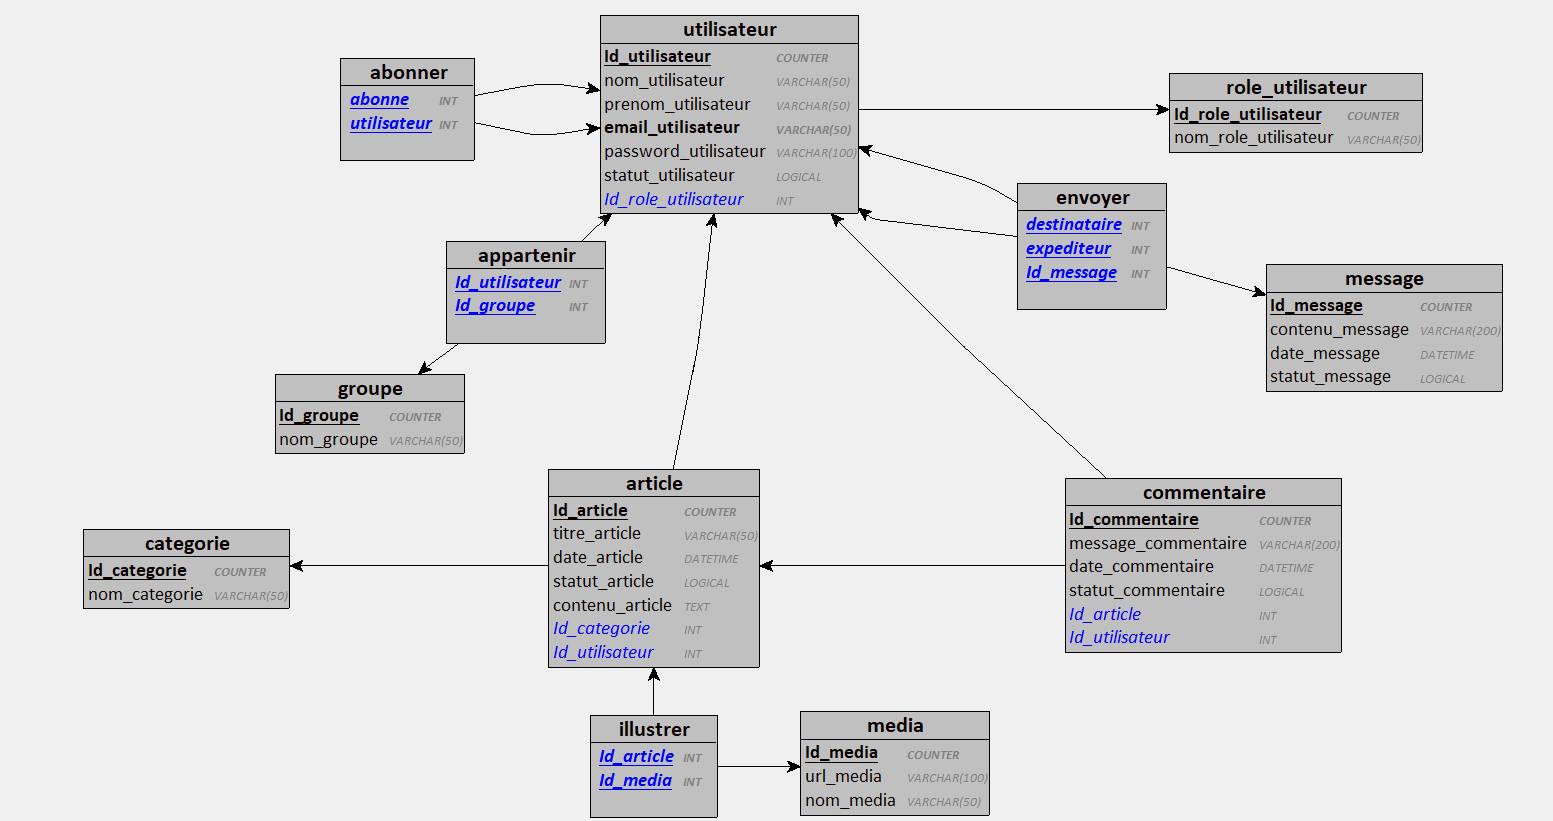 utilisateur
Id_utilisateur COUNTER
nom_utilisateur VARCHAR(50)
prenom_utilisateur VARCHAR(50)
email_utilisateur VARCHAR(50)
password_utilisateur VARCHAR(100)
statut_utilisateur LOGICAL
Id_role_utilisateur INT
abonner
abonne INT
utilisateur INT
role_utilisateur
Id_role_utilisateur COUNTER
nom_role_utilisateur VARCHAR(50)
envoyer
destinataire INT
expediteur INT
Id_message INT
appartenir
Id_utilisateur INT
Id_groupe INT
message
Id_message COUNTER
contenu_message VARCHAR(200)
date_message DATETIME
statut_message LOGICAL
groupe
Id_groupe COUNTER
nom_groupe VARCHAR(50)
article
Id_article COUNTER
titre_article VARCHAR(50)
date_article DATETIME
statut_article LOGICAL
contenu_article TEXT
Id_categorie INT
Id_utilisateur INT
commentaire
Id_commentaire COUNTER
message_commentaire VARCHAR(200)
date_commentaire DATETIME
statut_commentaire LOGICAL
Id_article INT
Id_utilisateur INT
categorie
Id_categorie COUNTER
nom_categorie VARCHAR(50)
illustrer
Id_article INT
Id_media INT
media
Id_media COUNTER
url_media VARCHAR(100)
nom_media VARCHAR(50)